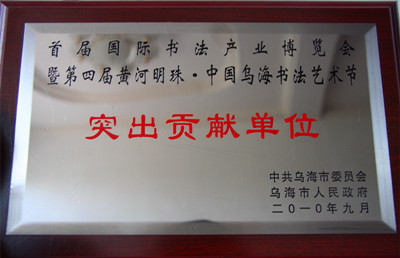 首届国际书法产业博览会
暨第四届黄河明珠·中国乌海书法艺术节
突出贡献单位
中共乌海市委员会
乌海市人民政府
二〇一〇年九月